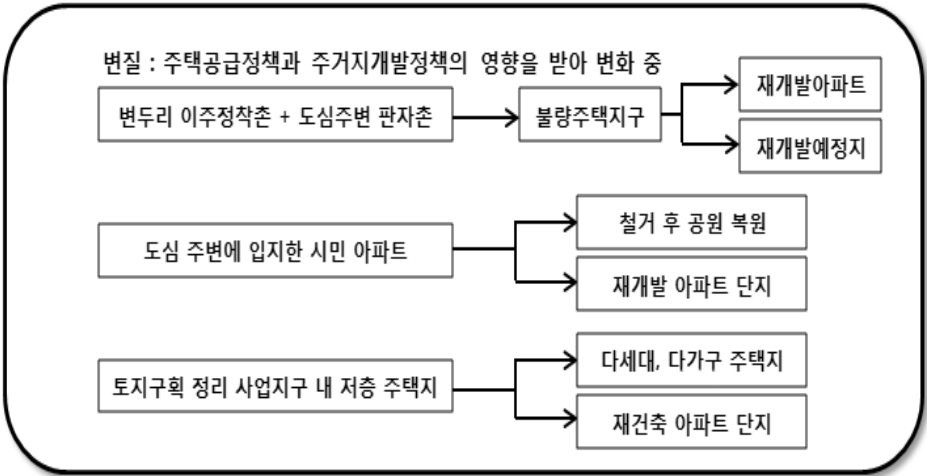 변질 : 주택공급정책과 주거지개발정책의 영향을 받아 변화 중
변두리 이주정착촌 + 도심주변 판자촌
불량주택지구
재개발아파트
재개발예정지
도심 주변에 입지한 시민 아파트
철거 후 공원 복원
재개발 아파트 단지
토지구획 정리 사업지구 내 저층 주택지
다세대, 다가구 주택지
재건축 아파트 단지